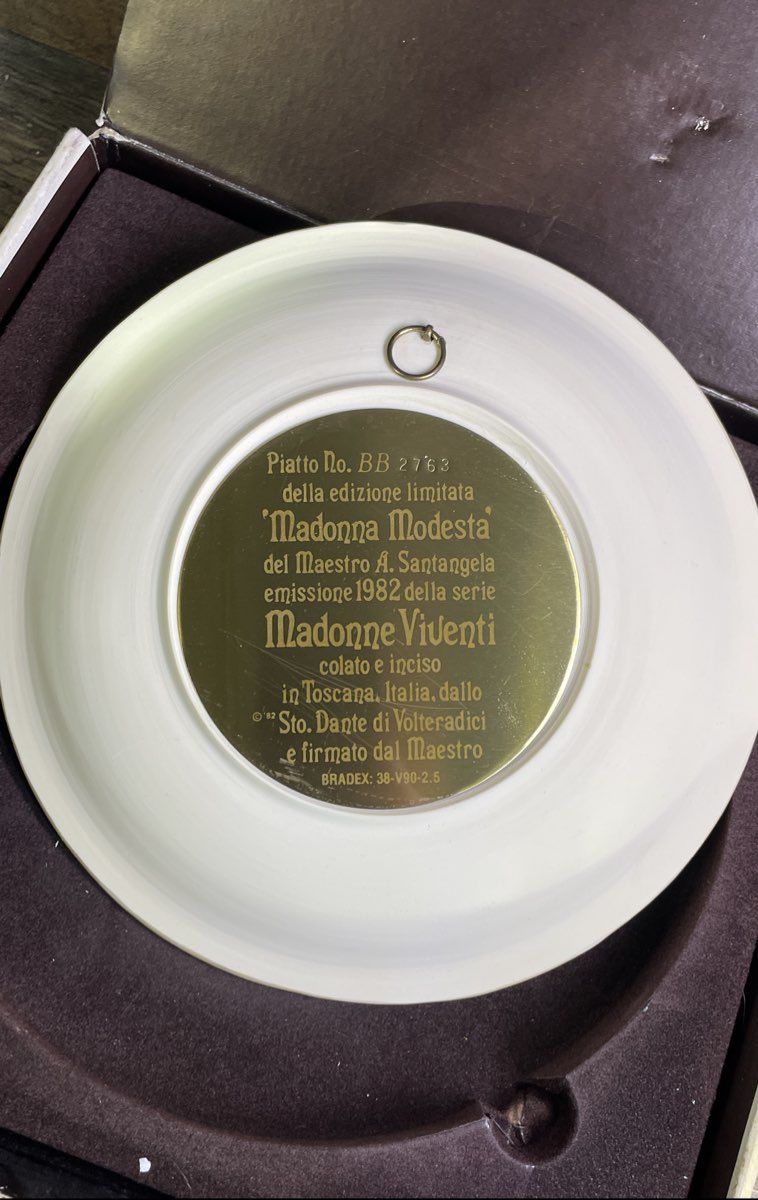 Piatto No. BB 2763
della edizione limitata
'Madonna Modesta'
del Maestro A. Santangela
emissione 1982 della serie
Madonne Viventi
colato e inciso
in Toscana, Italia, dallo
© '82 Sto. Dante di Volteradici
e firmato dal Maestro
BRADEX: 38-V90-2.5